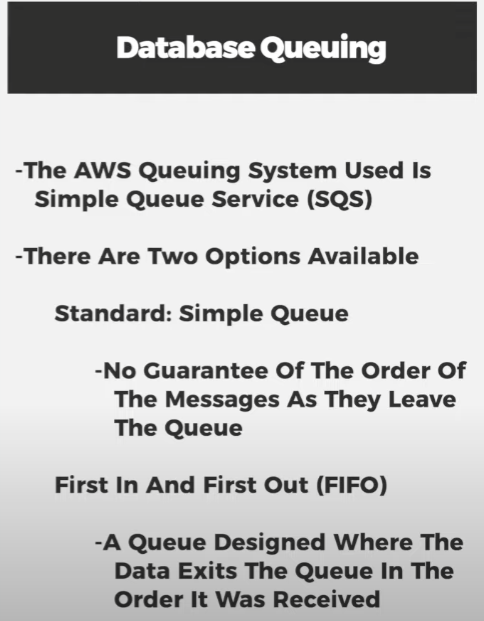 Database Queuing
-The AWS Queuing System Used Is
Simple Queue Service (SQS)
-There Are Two Options Available
Standard: Simple Queue
-No Guarantee Of The Order Of
The Messages As They Leave
The Queue
First In And First Out (FIFO)
-A Queue Designed Where The
Data Exits The Queue In The
Order It Was Received